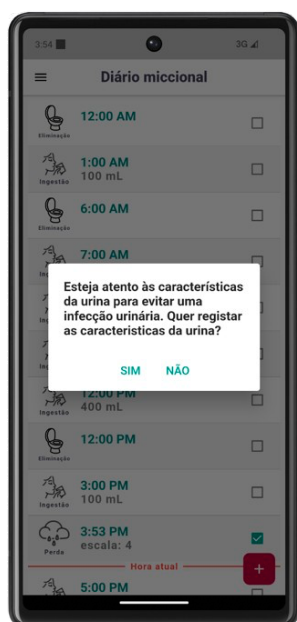 3:54
3G
Diário miccional
12:00 AM
Eliminação
1:00 AM
100 mL
Ingestão
6:00 AM
Eliminação
7:00 AM
Esteja atento às características
da urina para evitar uma
infecção urinária. Quer registar
as caracteristicas da urina?
SIM NÃO
12:00 PM
400 mL
Ingestão
12:00 PM
Eliminação
3:00 PM
100 mL
Ingestão
3:53 PM
escala: 4
Perda
Hora atual
+
5:00 PM